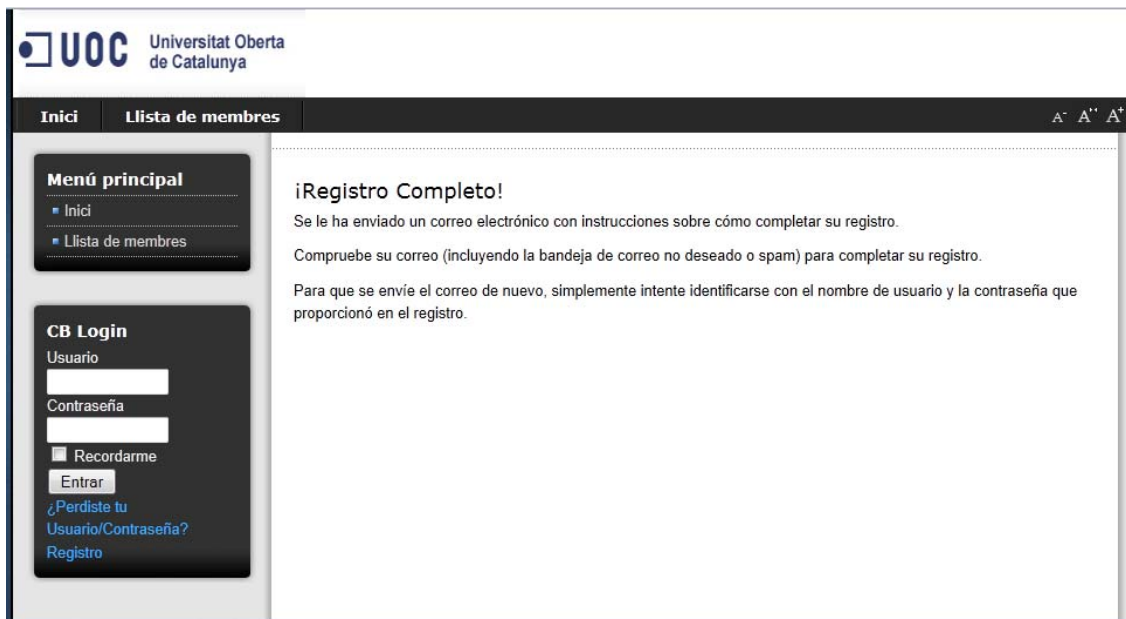 UOC Universitat Oberta
de Catalunya
Inici Llista de membres A- A" A+
Menú principal
Inici
Llista de membres
¡Registro Completo!
Se le ha enviado un correo electrónico con instrucciones sobre cómo completar su registro.
Compruebe su correo (incluyendo la bandeja de correo no deseado o spam) para completar su registro.
Para que se envíe el correo de nuevo, simplemente intente identificarse con el nombre de usuario y la contraseña que
proporcionó en el registro.
CB Login
Usuario
Contraseña
Recordarme
Entrar
¿Perdiste tu
Usuario/Contraseña?
Registro